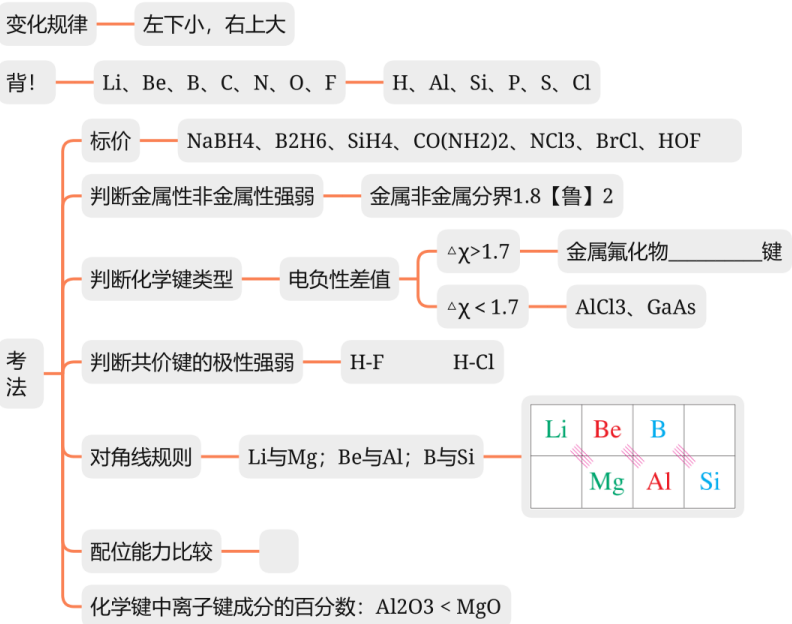 变化规律
左下小，右上大
背！
Li、Be、B、C、N、O、F
H、Al、Si、P、S、Cl
考法
标价
NaBH4、B2H6、SiH4、CO(NH2)2、NCl3、BrCl、HOF
判断金属性非金属性强弱
金属非金属分界1.8【鲁】2
判断化学键类型
电负性差值
△χ>1.7
金属氟化物_________键
△χ < 1.7
AlCl3、GaAs
判断共价键的极性强弱
H-F H-Cl
对角线规则
Li与Mg；Be与Al；B与Si
Li Be B
Mg Al Si
配位能力比较
化学键中离子键成分的百分数：Al2O3 < MgO